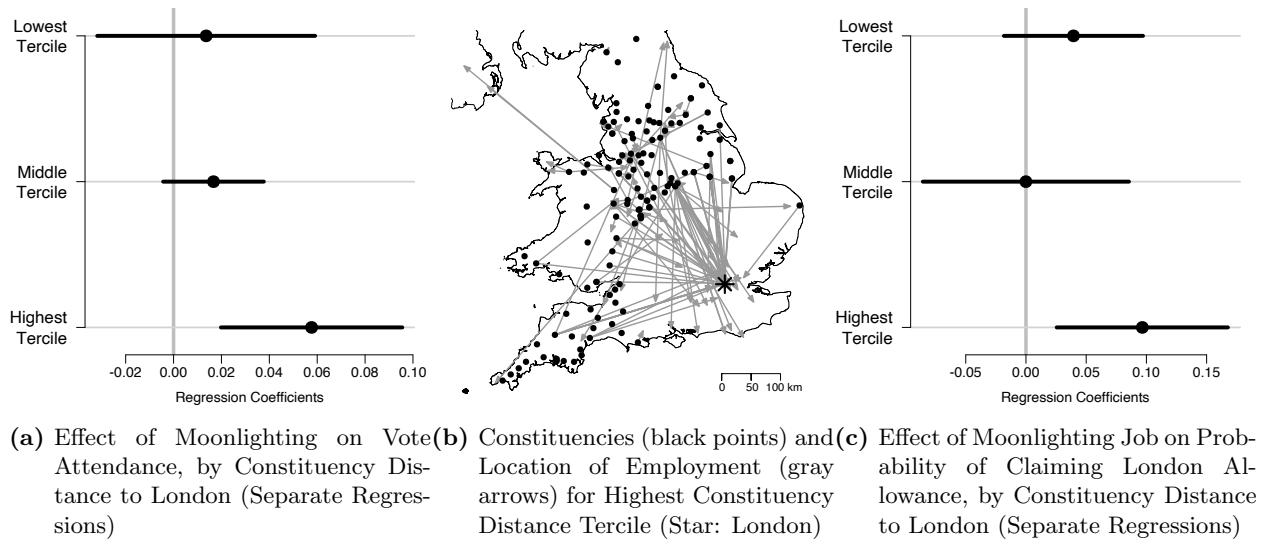 Lowest
Tercile
Middle
Tercile
Highest
Tercile
-0.02 0.00 0.02 0.04 0.06 0.08 0.10
Regression Coefficients
0 50 100 km
Lowest
Tercile
Middle
Tercile
Highest
Tercile
-0.05 0.00 0.05 0.10 0.15
Regression Coefficients
(a) Effect of Moonlighting on Vote
Attendance, by Constituency Dis-
tance to London (Separate Regres-
sions)
(b) Constituencies (black points) and
Location of Employment (gray
arrows) for Highest Constituency
Distance Tercile (Star: London)
(c) Effect of Moonlighting Job on Prob-
ability of Claiming London Al-
lowance, by Constituency Distance
to London (Separate Regressions)